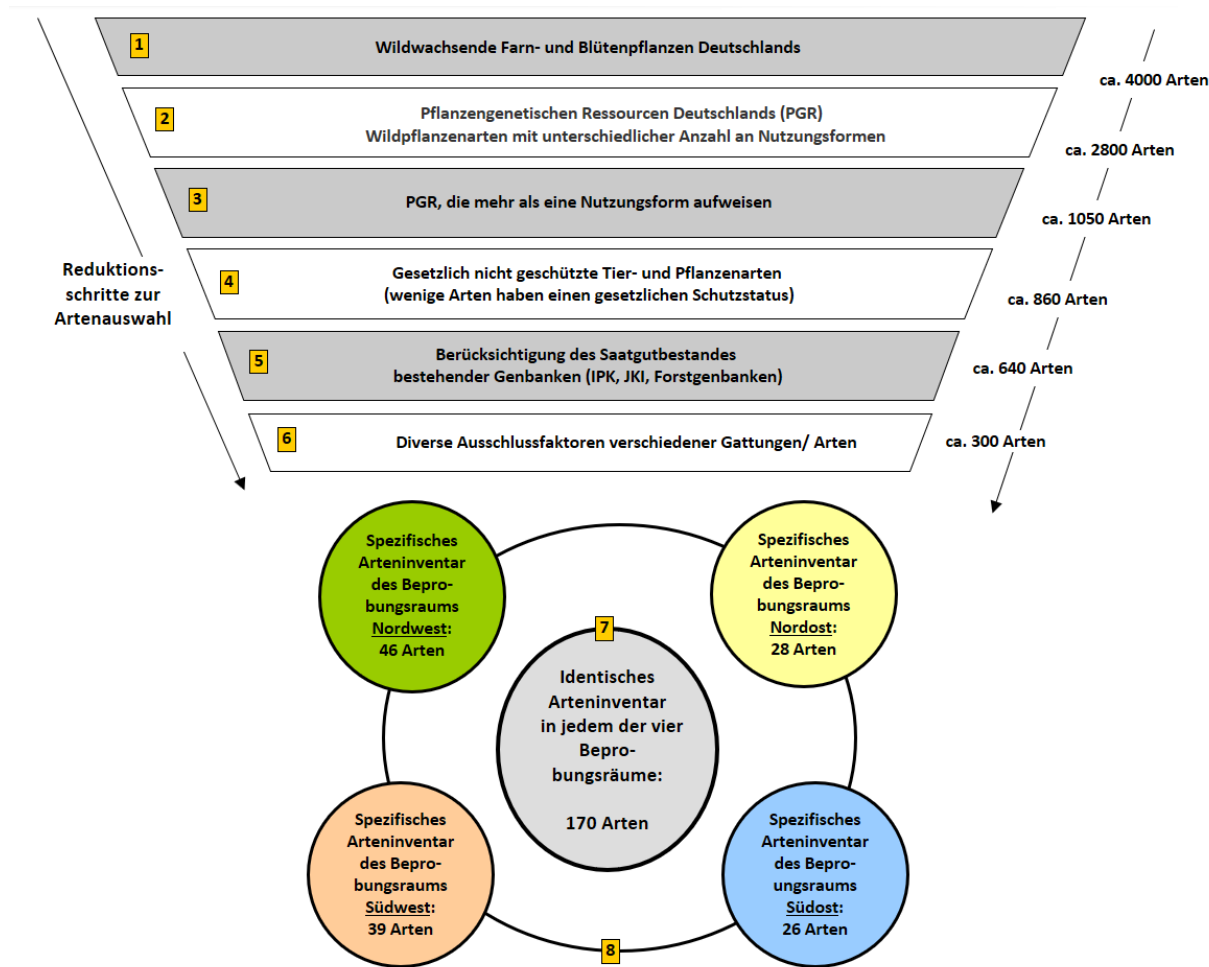 1
Wildwachsende Farn- und Blütenpflanzen Deutschlands
ca. 4000 Arten
2
Pflanzengenetischen Ressourcen Deutschlands (PGR)
Wildpflanzenarten mit unterschiedlicher Anzahl an Nutzungsformen
ca. 2800 Arten
3
PGR, die mehr als eine Nutzungsform aufweisen
ca. 1050 Arten
Reduktions-
schritte zur
Artenauswahl
4
Gesetzlich nicht geschützte Tier- und Pflanzenarten
(wenige Arten haben einen gesetzlichen Schutzstatus)
ca. 860 Arten
5
Berücksichtigung des Saatgutbestandes
bestehender Genbanken (IPK, JKI, Forstgenbanken)
ca. 640 Arten
6
Diverse Ausschlussfaktoren verschiedener Gattungen/ Arten
ca. 300 Arten
Spezifisches
Arteninventar
des Bepro-
bungsraums
Nordwest:
46 Arten
Spezifisches
Arteninventar
des Bepro-
bungsraums
Nordost:
28 Arten
7
Identisches
Arteninventar
in jedem der vier
Bepro-
bungsräume:
170 Arten
Spezifisches
Arteninventar
des Bepro-
bungsraums
Südwest:
39 Arten
Spezifisches
Arteninventar
des Bepro-
ungsraums
Südost:
26 Arten
8